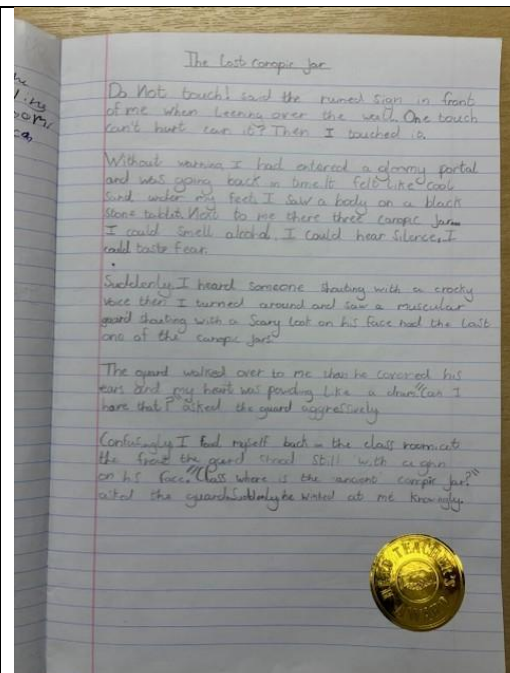 The Lost canopic Jar
Do Not touch! said the ruined sign in front
of me when Leening over the wall. One touch
can't hurt can it? Then I touched it.
Without warning I had entered a gloomy portal
and was going back in time. It felt like cool
sand under my feet. I saw a body on a black
stone tablet. Next to me there three canopic Jars
I could smell alcohol. I could hear silence. I
could taste fear.
Suddenly I heard someone shouting with a crocky
voice then I turned around and saw a muscular
guard shouting with a scary look on his face had the Last
one of the canopic jars
The guard walked over to me he covored his
ears and my heart was pouding like a drum "Can I
have that?" asked the guard aggressively
Confusingly I myself back in the class room. at
the front the guard stood still with a grin
on his face. "Class where is the ancient canopic jar?"
asked the guard. Suddenly he winked at me knowingly.
HEAD TEACHER'S
AWARD